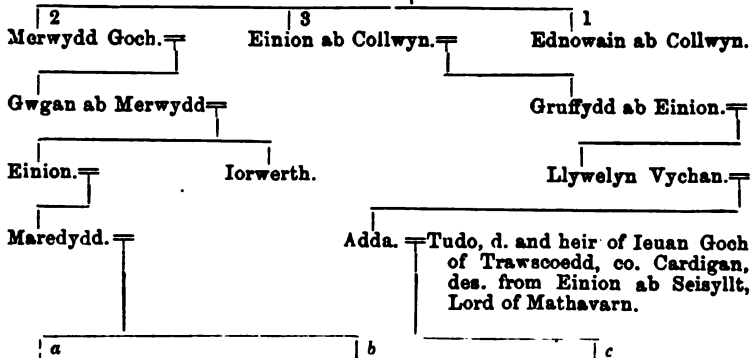 2 3 1
Merwydd Goch. Einion ab Collwyn. Ednowain ab Collwyn.
Gwgan ab Merwydd Gruffydd ab Einion.
Einion. Iorwerth. Llywelyn Vychan.
Maredydd. Adda. Tudo, d. and heir of Ieuan Goch
of Trawscoedd, co. Cardigan,
des. from Einion ab Seisyllt,
Lord of Mathavarn.
a b c